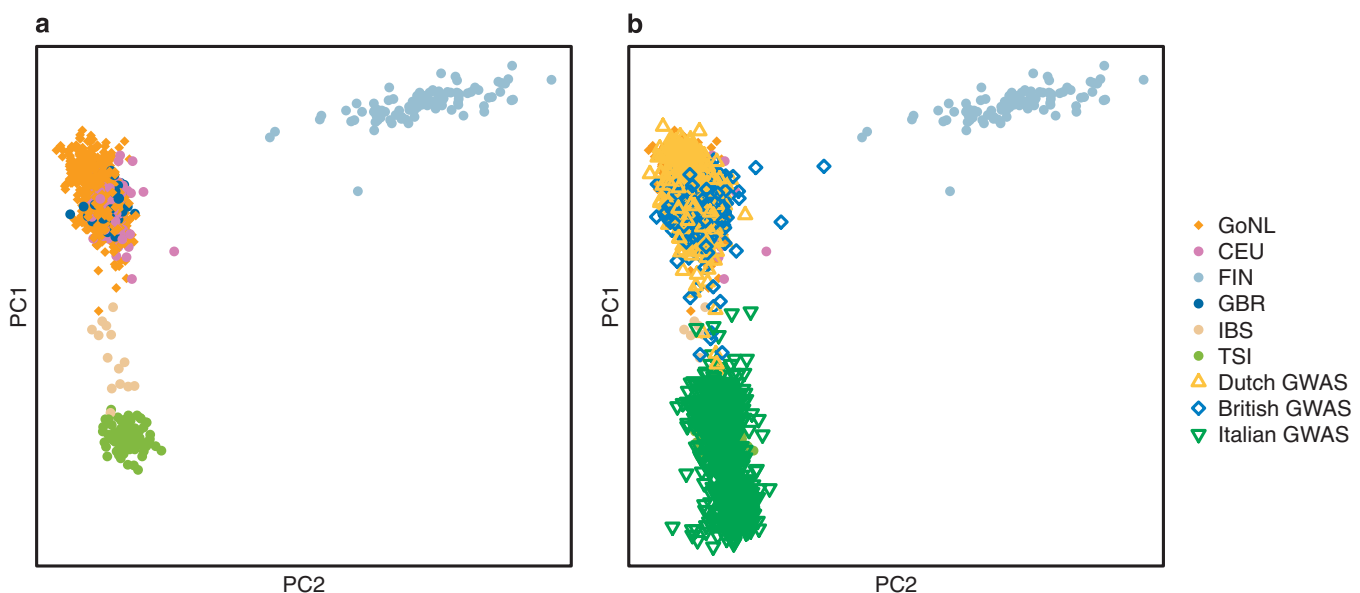 a
b
PC1
PC2
PC1
PC2
GoNL
CEU
FIN
GBR
IBS
TSI
Dutch GWAS
British GWAS
Italian GWAS